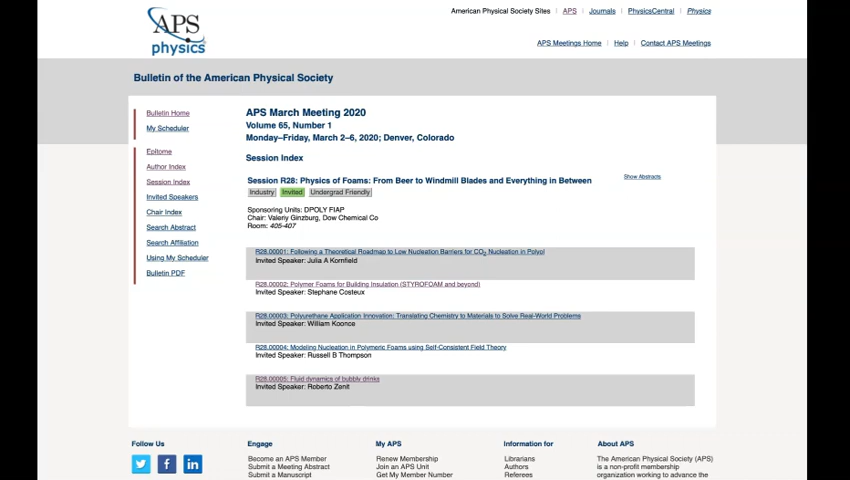 American Physical Society Sites | APS | Journals | PhysicsCentral | Physics
APS
physics
APS Meetings Home | Help | Contact APS Meetings
Bulletin of the American Physical Society
Bulletin Home
My Scheduler
Epitome
Author Index
Session Index
Invited Speakers
Chair Index
Search Abstract
Search Affiliation
Using My Scheduler
Bulletin PDF
APS March Meeting 2020
Volume 65, Number 1
Monday–Friday, March 2–6, 2020; Denver, Colorado
Session Index
Session R28: Physics of Foams: From Beer to Windmill Blades and Everything in Between
Show Abstracts
Industry Invited Undergrad Friendly
Sponsoring Units: DPOLY FIAP
Chair: Valeriy Ginzburg, Dow Chemical Co
Room: 405-407
R28.00001: Following a Theoretical Roadmap to Low Nucleation Barriers for CO2 Nucleation in Polyol
Invited Speaker: Julia A Kornfield
R28.00002: Polymer Foams for Building Insulation (STYROFOAM and beyond)
Invited Speaker: Stephane Costeux
R28.00003: Polyurethane Application Innovation: Translating Chemistry to Materials to Solve Real-World Problems
Invited Speaker: William Koonce
R28.00004: Modeling Nucleation in Polymeric Foams using Self-Consistent Field Theory
Invited Speaker: Russell B Thompson
R28.00005: Fluid dynamics of bubbly drinks
Invited Speaker: Roberto Zenit
Follow Us
Engage
Become an APS Member
Submit a Meeting Abstract
Submit a Manuscript
My APS
Renew Membership
Join an APS Unit
Get My Member Number
Information for
Librarians
Authors
Referees
About APS
The American Physical Society (APS)
is a non-profit membership
organization working to advance the